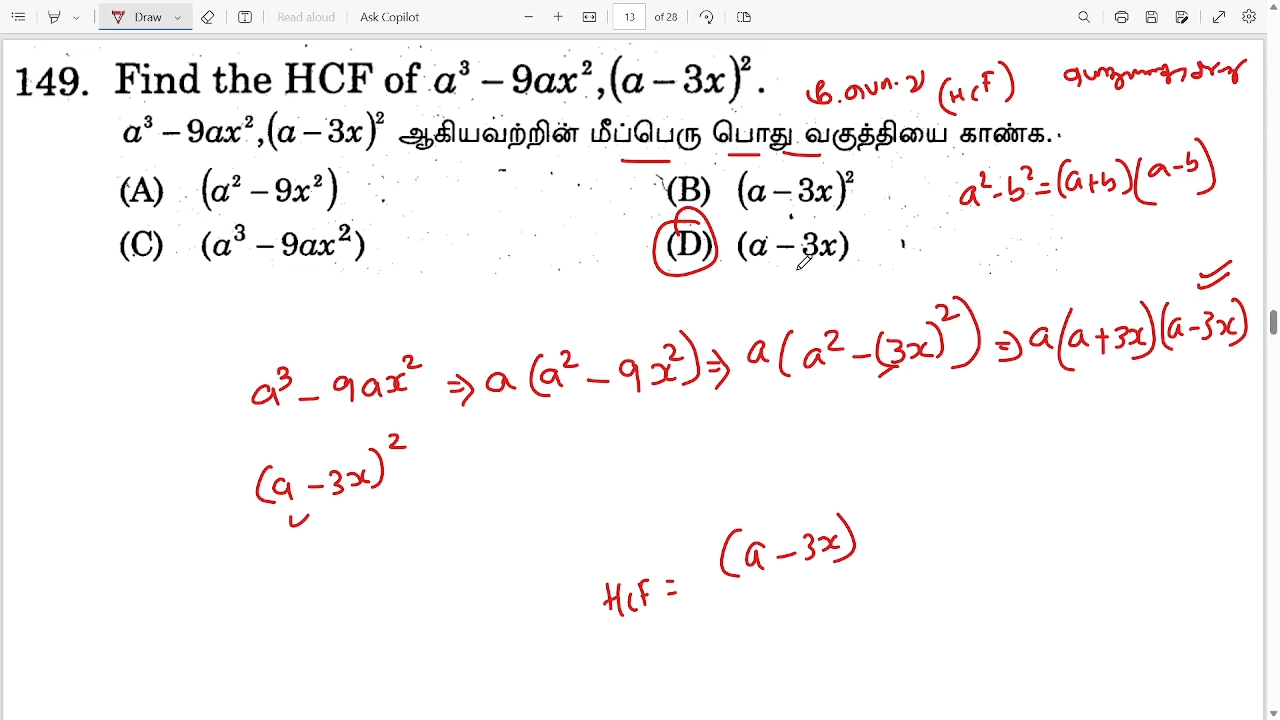 Draw
Read aloud
Ask Copilot
13 of 28
149. Find the HCF of a³ − 9ax², (a − 3x)².
(HCF)
a³ − 9ax², (a − 3x)² ஆகியவற்றின் மீப்பெரு பொது வகுத்தியை காண்க.
(A) (a² − 9x²)
(B) (a − 3x)²
a² - b² = (a+b)(a-b)
(C) (a³ − 9ax²)
(D) (a − 3x)
a³ - 9ax² ⇒ a(a² - 9x²) ⇒ a(a² - (3x)²) ⇒ a(a+3x)(a-3x)
(a - 3x)²
HCF = (a - 3x)